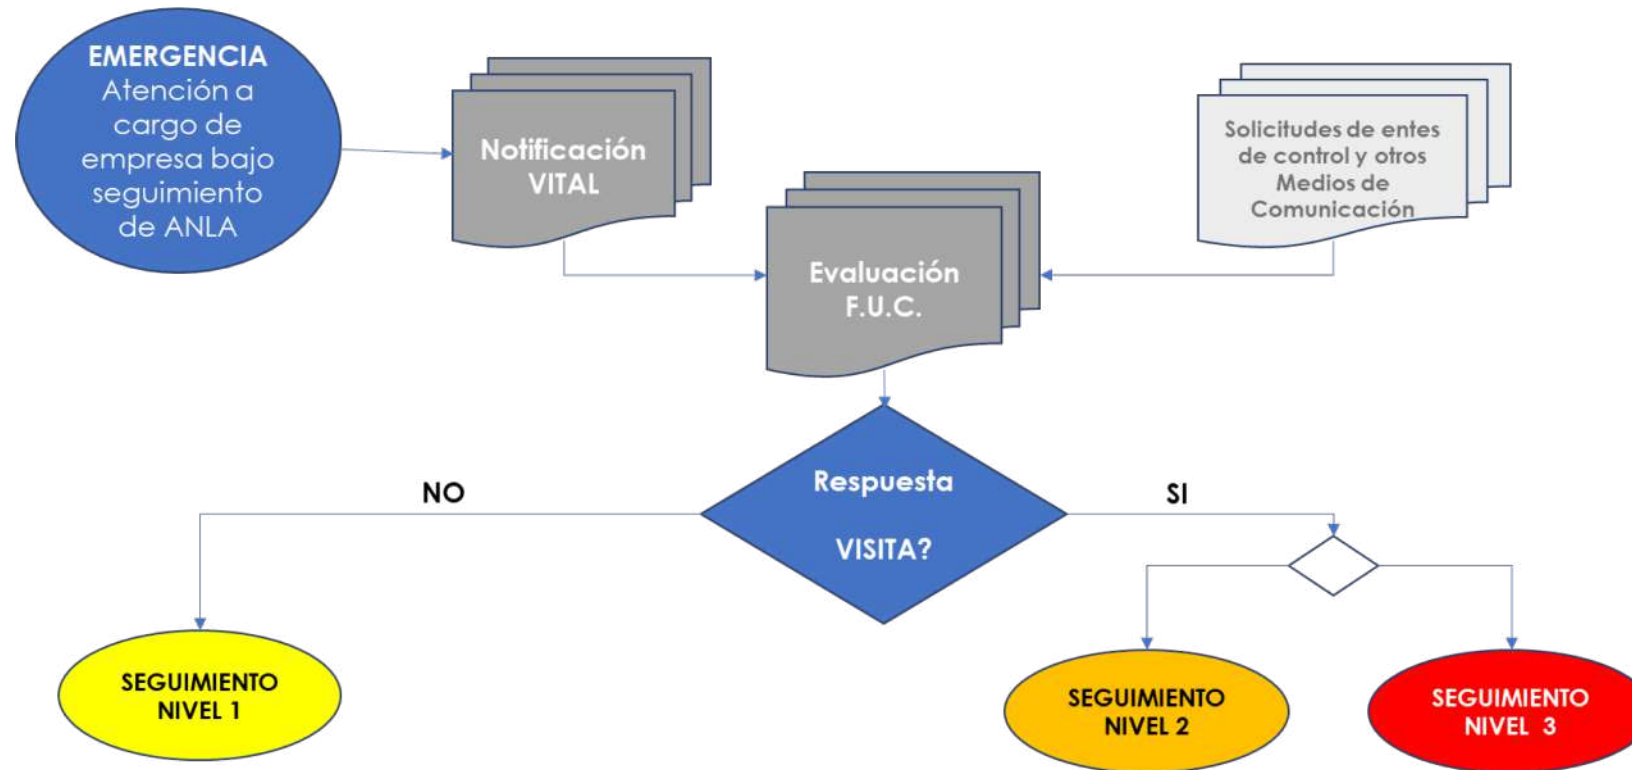 EMERGENCIA
Atención a
cargo de
empresa bajo
seguimiento
de ANLA
Notificación
VITAL
Solicitudes de entes
de control y otros
Medios de
Comunicación
Evaluación
F.U.C.
Respuesta
VISITA?
NO
SI
SEGUIMIENTO
NIVEL 1
SEGUIMIENTO
NIVEL 2
SEGUIMIENTO
NIVEL 3